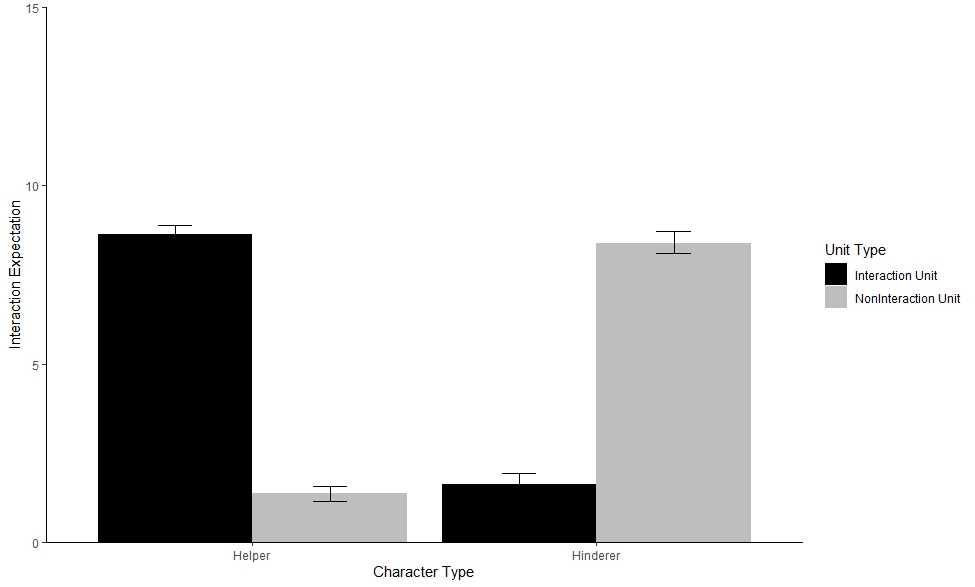 15
10
5
0
Interaction Expectation
Helper
Hinderer
Character Type
Unit Type
Interaction Unit
NonInteraction Unit